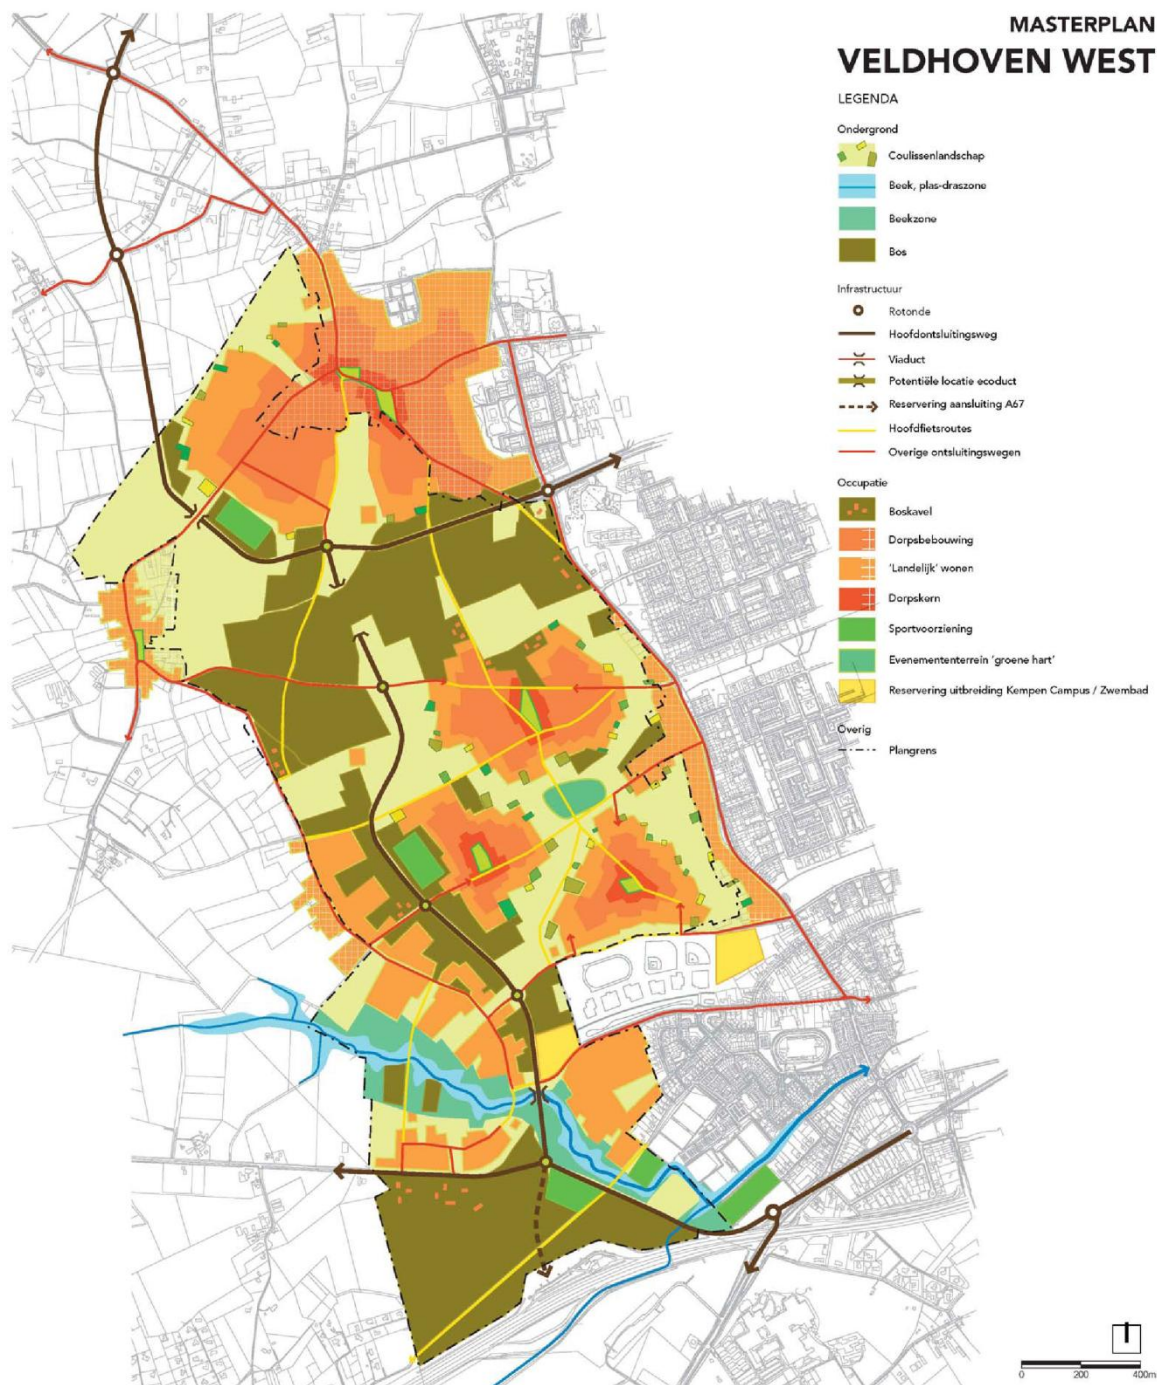 MASTERPLAN
VELDHOVEN WEST
LEGENDA
Ondergrond
Coulissenlandschap
Beek, plas-draszone
Beekzone
Bos
Infrastructuur
Rotonde
Hoofdontsluitingsweg
Viaduct
Potentiële locatie ecoduct
Reservering aansluiting A67
Hoofdfietsroutes
Overige ontsluitingswegen
Occupatie
Boskavel
Dorpsbebouwing
'Landelijk' wonen
Dorpskern
Sportvoorziening
Evenemententerrein 'groene hart'
Reservering uitbreiding Kempen Campus / Zwembad
Overig
Plangrens
0 200 400m